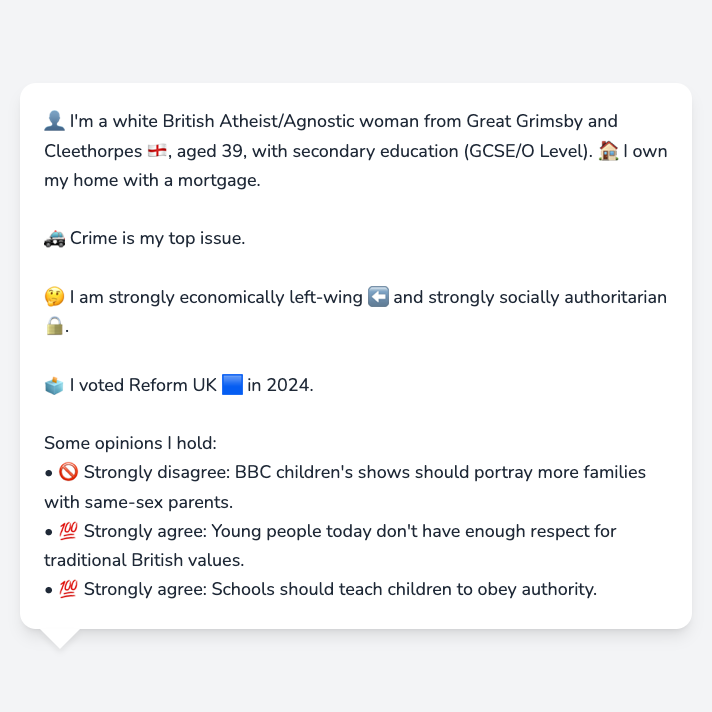 👤 I'm a white British Atheist/Agnostic woman from Great Grimsby and
Cleethorpes 🏴󠁧󠁢󠁥󠁮󠁧󠁿, aged 39, with secondary education (GCSE/O Level). 🏠 I own
my home with a mortgage.
🚓 Crime is my top issue.
🤔 I am strongly economically left-wing ⬅️ and strongly socially authoritarian
🔒.
🗳️ I voted Reform UK 🟦 in 2024.
Some opinions I hold:
• 🚫 Strongly disagree: BBC children's shows should portray more families
with same-sex parents.
• 💯 Strongly agree: Young people today don't have enough respect for
traditional British values.
• 💯 Strongly agree: Schools should teach children to obey authority.